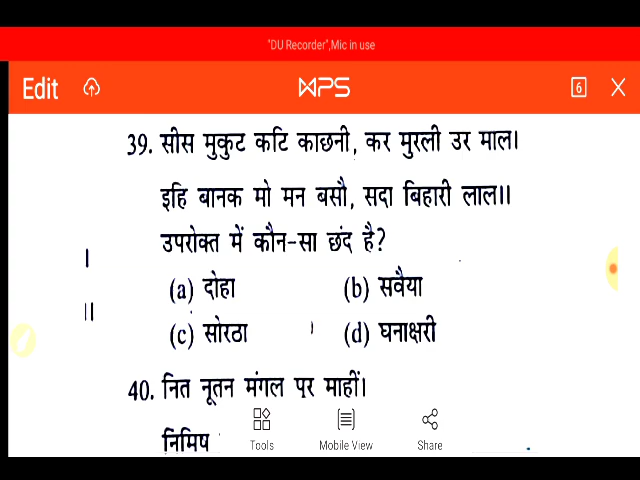 "DU Recorder",Mic in use
Edit WPS 6
39. सीस मुकुट कटि काछनी, कर मुरली उर माल।
इहि बानक मो मन बसौ, सदा बिहारी लाल॥
उपरोक्त में कौन-सा छंद है?
(a) दोहा (b) सवैया
(c) सोरठा (d) घनाक्षरी
40. नित नूतन मंगल पर माहीं।
निमिष
Tools Mobile View Share